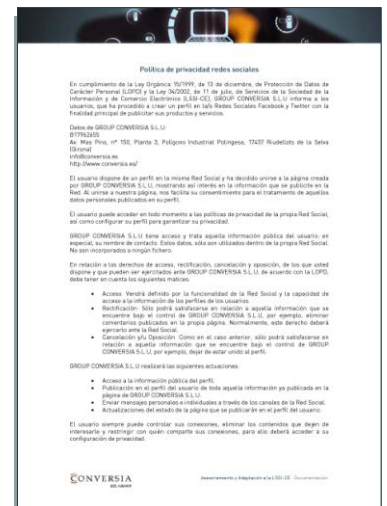 Política de privacidad redes sociales
En cumplimiento de la Ley Orgánica 15/1999, de 13 de diciembre, de Protección de Datos de
Carácter Personal (LOPD) y la Ley 34/2002, de 11 de julio, de Servicios de la Sociedad de la
Información y de Comercio Electrónico (LSSI-CE), GROUP CONVERSIA S.L.U informa a los
usuarios, que ha procedido a crear un perfil en la/s Redes Sociales Facebook y Twitter con la
finalidad principal de publicitar sus productos y servicios.
Datos de GROUP CONVERSIA S.L.U:
B17962655
Av. Mas Pins, nº 150, Planta 2, Polígono Industrial Polingesa, 17457 Riudellots de la Selva
(Girona)
info@conversia.es
http://www.conversia.es/
El usuario dispone de un perfil en la misma Red Social y ha decidido unirse a la página creada
por GROUP CONVERSIA S.L.U, mostrando así interés en la información que se publicite en la
Red. Al unirse a nuestra página, nos facilita su consentimiento para el tratamiento de aquellos
datos personales publicados en su perfil.
El usuario puede acceder en todo momento a las políticas de privacidad de la propia Red Social,
así como configurar su perfil para garantizar su privacidad.
GROUP CONVERSIA S.L.U tiene acceso y trata aquella información pública del usuario, en
especial, su nombre de contacto. Estos datos, sólo son utilizados dentro de la propia Red Social.
No son incorporados a ningún fichero.
En relación a los derechos de acceso, rectificación, cancelación y oposición, de los que usted
dispone y que pueden ser ejercitados ante GROUP CONVERSIA S.L.U, de acuerdo con la LOPD,
debe tener en cuenta los siguientes matices:
• Acceso: Vendrá definido por la funcionalidad de la Red Social y la capacidad de
acceso a la información de los perfiles de los usuarios.
• Rectificación: Sólo podrá satisfacerse en relación a aquella información que se
encuentre bajo el control de GROUP CONVERSIA S.L.U, por ejemplo, eliminar
comentarios publicados en la propia página. Normalmente, este derecho deberá
ejercerlo ante la Red Social.
• Cancelación y/u Oposición: Como en el caso anterior, sólo podrá satisfacerse en
relación a aquella información que se encuentre bajo el control de GROUP
CONVERSIA S.L.U, por ejemplo, dejar de estar unido al perfil.
GROUP CONVERSIA S.L.U realizará las siguientes actuaciones:
• Acceso a la información pública del perfil.
• Publicación en el perfil del usuario de toda aquella información ya publicada en la
página de GROUP CONVERSIA S.L.U.
• Enviar mensajes personales e individuales a través de los canales de la Red Social.
• Actualizaciones del estado de la página que se publicarán en el perfil del usuario.
El usuario siempre puede controlar sus conexiones, eliminar los contenidos que dejen de
interesarle y restringir con quién comparte sus conexiones, para ello deberá acceder a su
configuración de privacidad.
CONVERSIA
Asesoramiento y Adaptación a la LSSI-CE Documentación